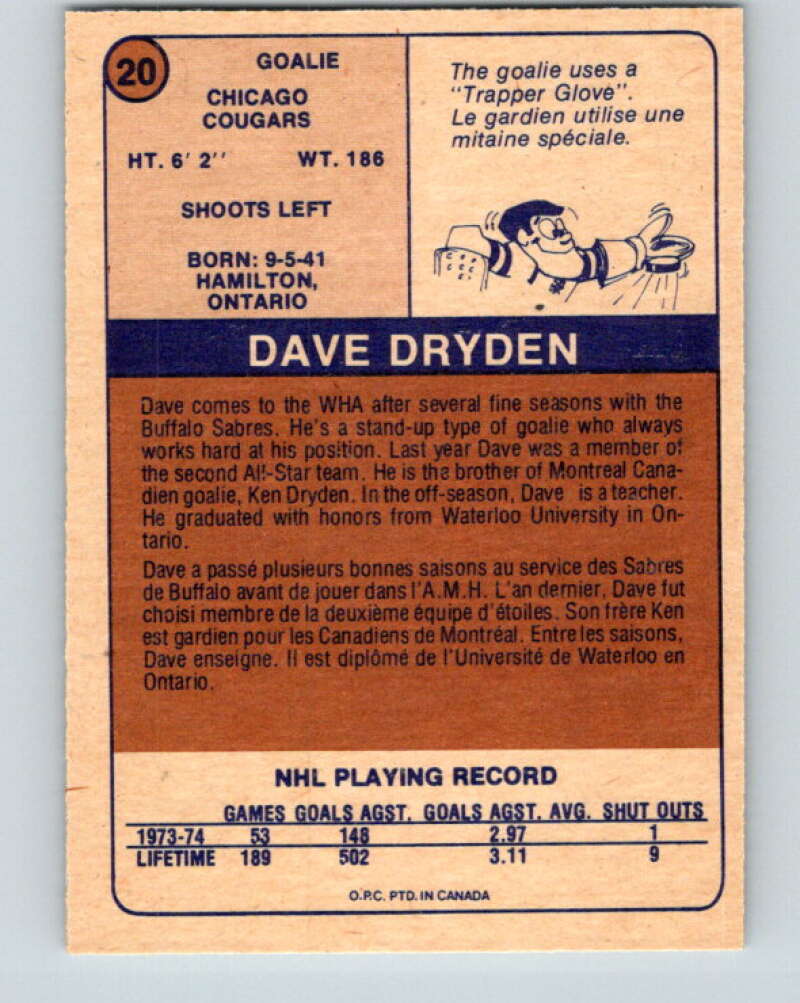 20
GOALIE
CHICAGO
COUGARS
HT. 6' 2'' WT. 186
SHOOTS LEFT
BORN: 9-5-41
HAMILTON,
ONTARIO
The goalie uses a
"Trapper Glove".
Le gardien utilise une
mitaine spéciale.
DAVE DRYDEN
Dave comes to the WHA after several fine seasons with the
Buffalo Sabres. He's a stand-up type of goalie who always
works hard at his position. Last year Dave was a member of
the second All-Star team. He is the brother of Montreal Cana-
dien goalie, Ken Dryden. In the off-season, Dave is a teacher.
He graduated with honors from Waterloo University in On-
tario.
Dave a passé plusieurs bonnes saisons au service des Sabres
de Buffalo avant de jouer dans l'A.M.H. L'an dernier, Dave fut
choisi membre de la deuxième équipe d'étoiles. Son frère Ken
est gardien pour les Canadiens de Montréal. Entre les saisons,
Dave enseigne. Il est diplômé de l'Université de Waterloo en
Ontario.
NHL PLAYING RECORD
GAMES GOALS AGST. GOALS AGST. AVG. SHUT OUTS
1973-74 53 148 2.97 1
LIFETIME 189 502 3.11 9
O.P.C. PTD. IN CANADA